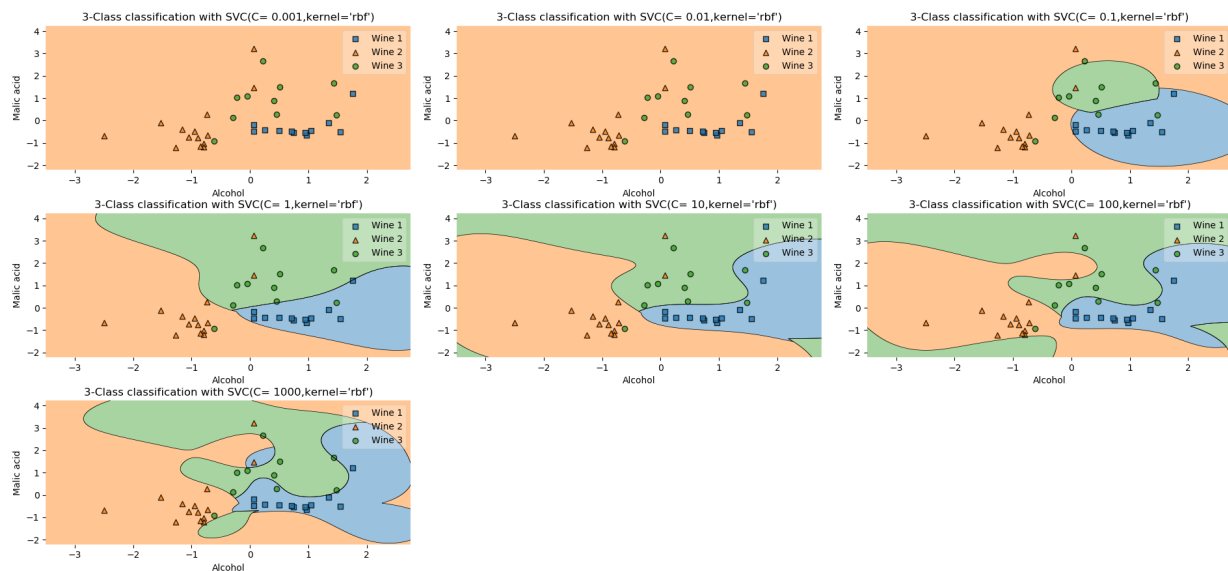 3-Class classification with SVC(C= 0.001,kernel='rbf')
Malic acid
4
3
2
1
0
−1
−2
Wine 1
Wine 2
Wine 3
−3 −2 −1 0 1 2
Alcohol
3-Class classification with SVC(C= 0.01,kernel='rbf')
Malic acid
4
3
2
1
0
−1
−2
Wine 1
Wine 2
Wine 3
−3 −2 −1 0 1 2
Alcohol
3-Class classification with SVC(C= 0.1,kernel='rbf')
Malic acid
4
3
2
1
0
−1
−2
Wine 1
Wine 2
Wine 3
−3 −2 −1 0 1 2
Alcohol
3-Class classification with SVC(C= 1,kernel='rbf')
Malic acid
4
3
2
1
0
−1
−2
Wine 1
Wine 2
Wine 3
−3 −2 −1 0 1 2
Alcohol
3-Class classification with SVC(C= 10,kernel='rbf')
Malic acid
4
3
2
1
0
−1
−2
Wine 1
Wine 2
Wine 3
−3 −2 −1 0 1 2
Alcohol
3-Class classification with SVC(C= 100,kernel='rbf')
Malic acid
4
3
2
1
0
−1
−2
Wine 1
Wine 2
Wine 3
−3 −2 −1 0 1 2
Alcohol
3-Class classification with SVC(C= 1000,kernel='rbf')
Malic acid
4
3
2
1
0
−1
−2
Wine 1
Wine 2
Wine 3
−3 −2 −1 0 1 2
Alcohol